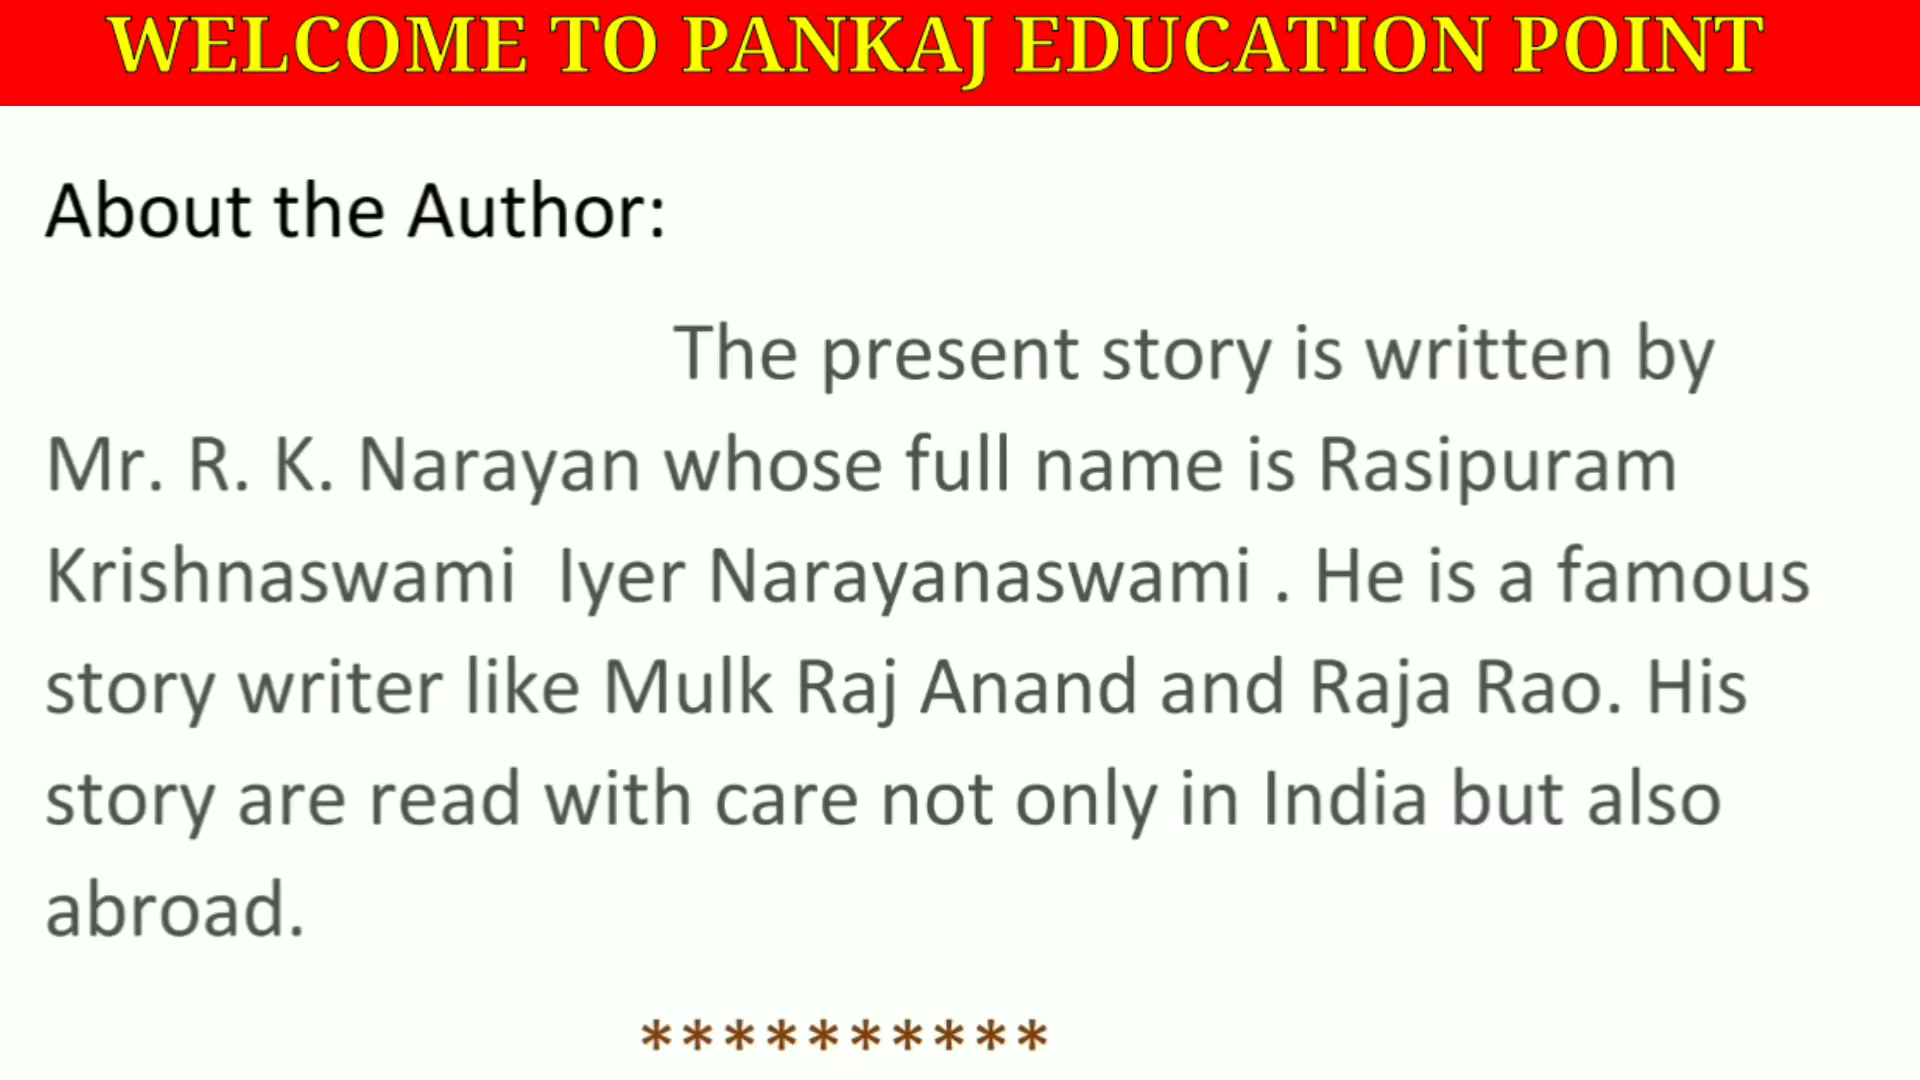 WELCOME TO PANKAJ EDUCATION POINT
About the Author:
The present story is written by
Mr. R. K. Narayan whose full name is Rasipuram
Krishnaswami Iyer Narayanaswami . He is a famous
story writer like Mulk Raj Anand and Raja Rao. His
story are read with care not only in India but also
abroad.
**********